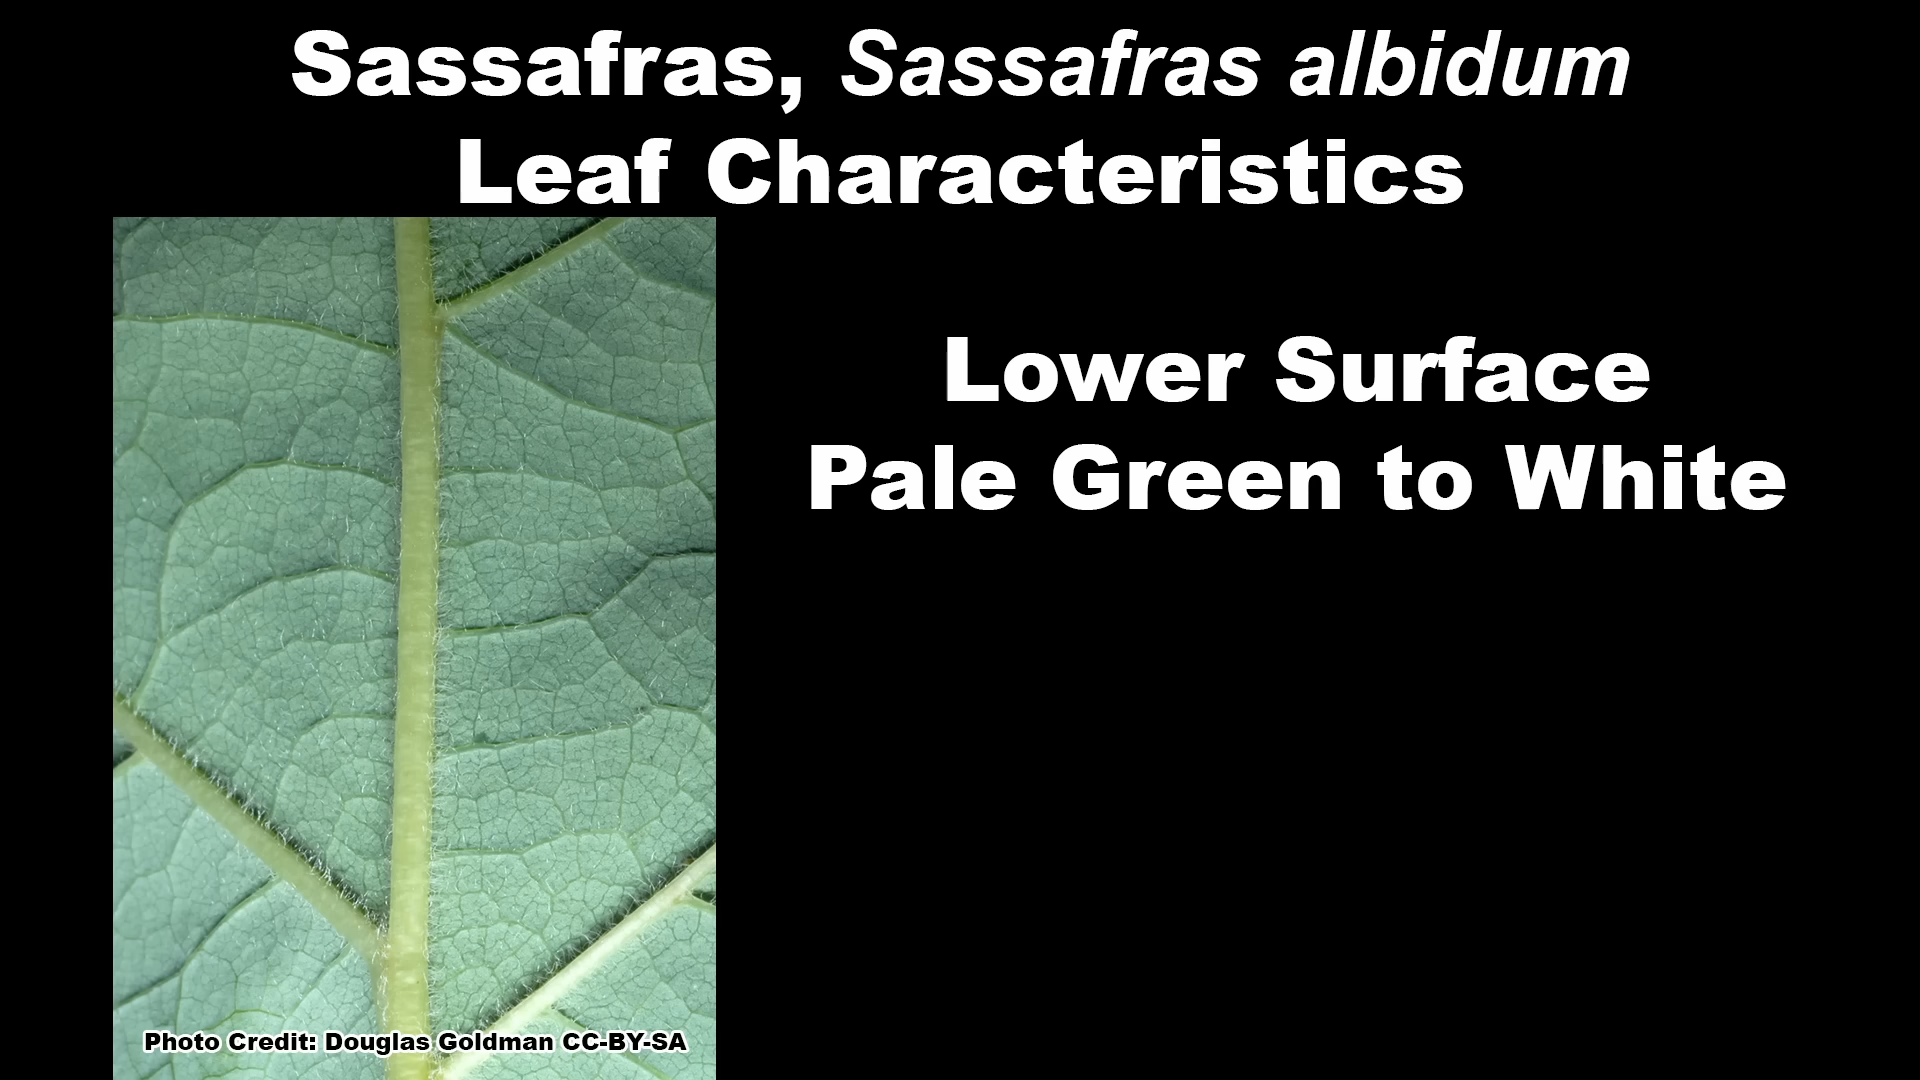 Sassafras, Sassafras albidum
Leaf Characteristics
Lower Surface
Pale Green to White
Photo Credit: Douglas Goldman CC-BY-SA